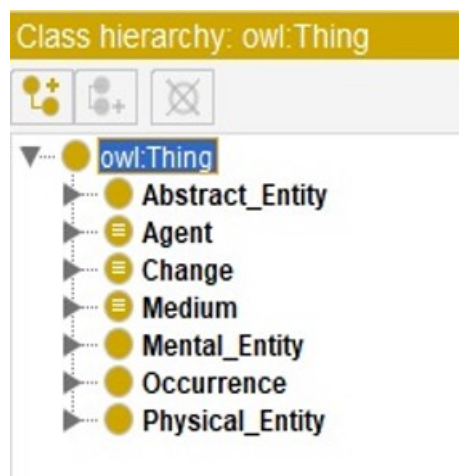 Class hierarchy: owl:Thing
owl:Thing
Abstract_Entity
Agent
Change
Medium
Mental_Entity
Occurrence
Physical_Entity